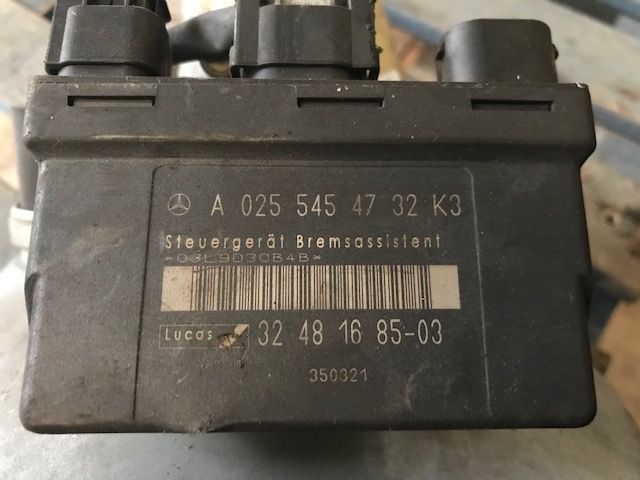 A 025 545 47 32 K3
Steuergerät Bremsassistent
Lucas 32 48 16 85-03
350321